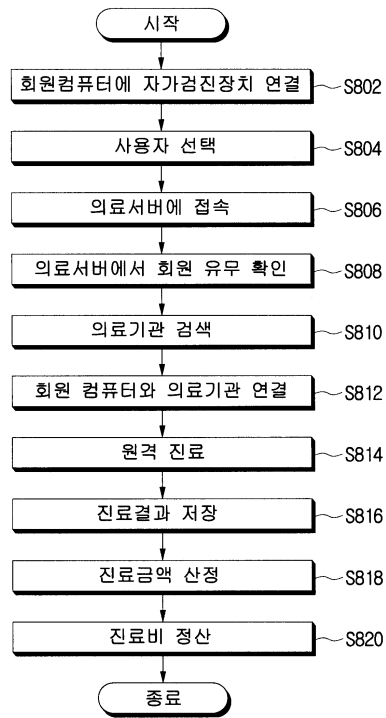 시작
회원컴퓨터에 자가검진장치 연결 S802
사용자 선택 S804
의료서버에 접속 S806
의료서버에서 회원 유무 확인 S808
의료기관 검색 S810
회원 컴퓨터와 의료기관 연결 S812
원격 진료 S814
진료결과 저장 S816
진료금액 산정 S818
진료비 정산 S820
종료